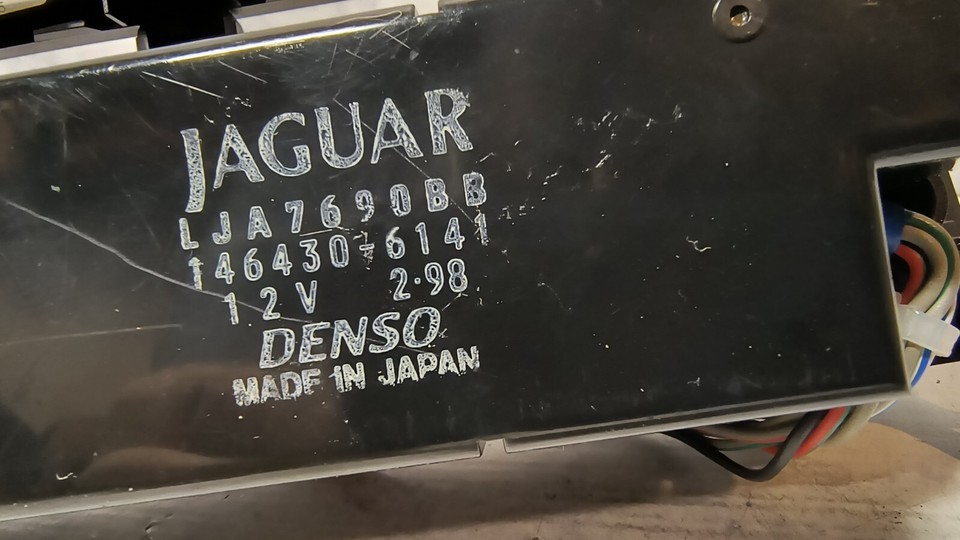 JAGUAR
LJA7690BB
146430-6141
12V 2·98
DENSO
MADE IN JAPAN